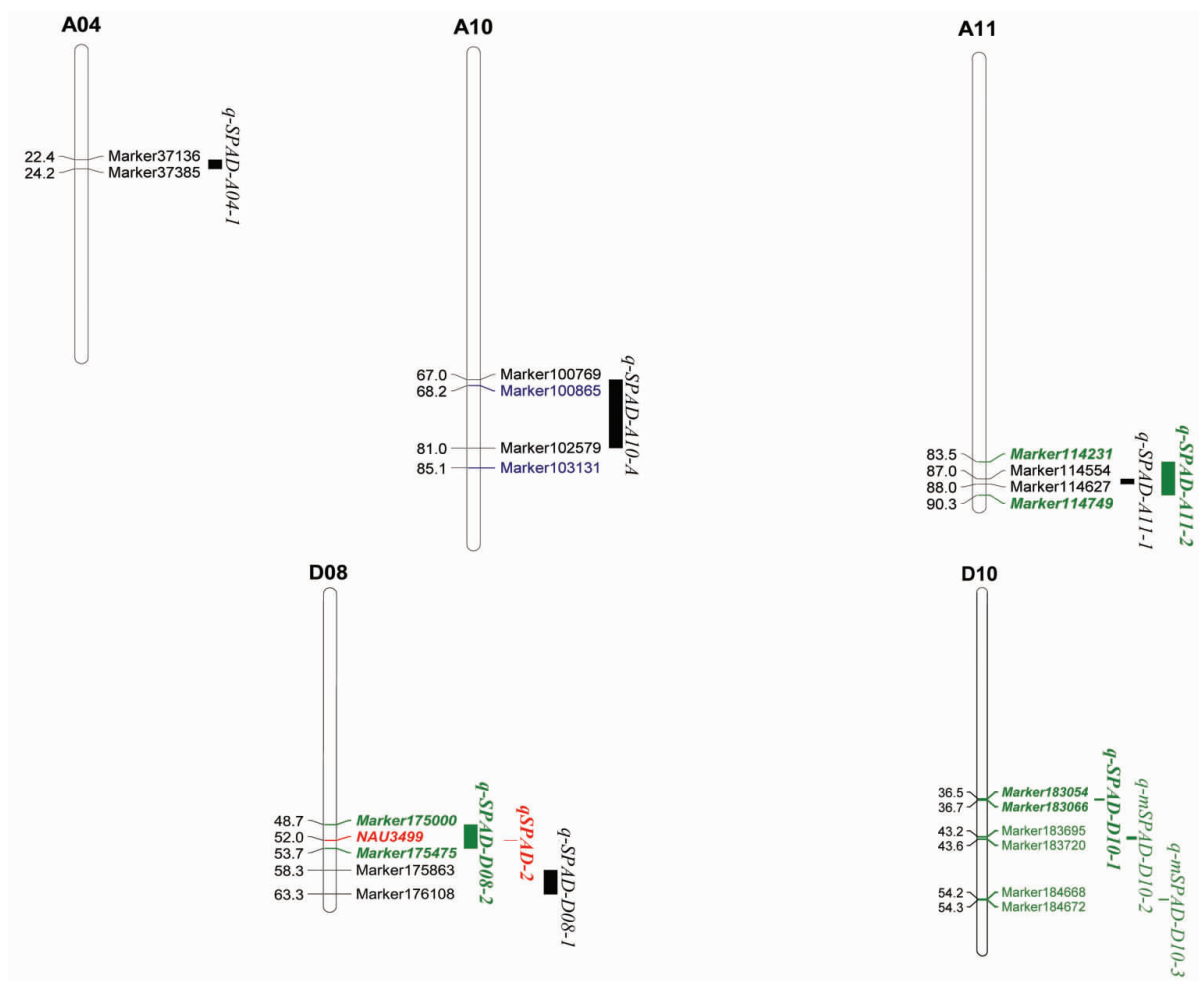 A04
22.4 Marker37136
24.2 Marker37385
q-SPAD-A04-1
A10
67.0 Marker100769
68.2 Marker100865
81.0 Marker102579
85.1 Marker103131
q-SPAD-A10-A
A11
83.5 Marker114231
87.0 Marker114554
88.0 Marker114627
90.3 Marker114749
q-SPAD-A11-1
q-SPAD-A11-2
D08
48.7 Marker175000
52.0 NAU3499
53.7 Marker175475
58.3 Marker175863
63.3 Marker176108
q-SPAD-D08-2
qSPAD-2
q-SPAD-D08-1
D10
36.5 Marker183054
36.7 Marker183066
43.2 Marker183695
43.6 Marker183720
54.2 Marker184668
54.3 Marker184672
q-SPAD-D10-1
q-mSPAD-D10-2
q-mSPAD-D10-3